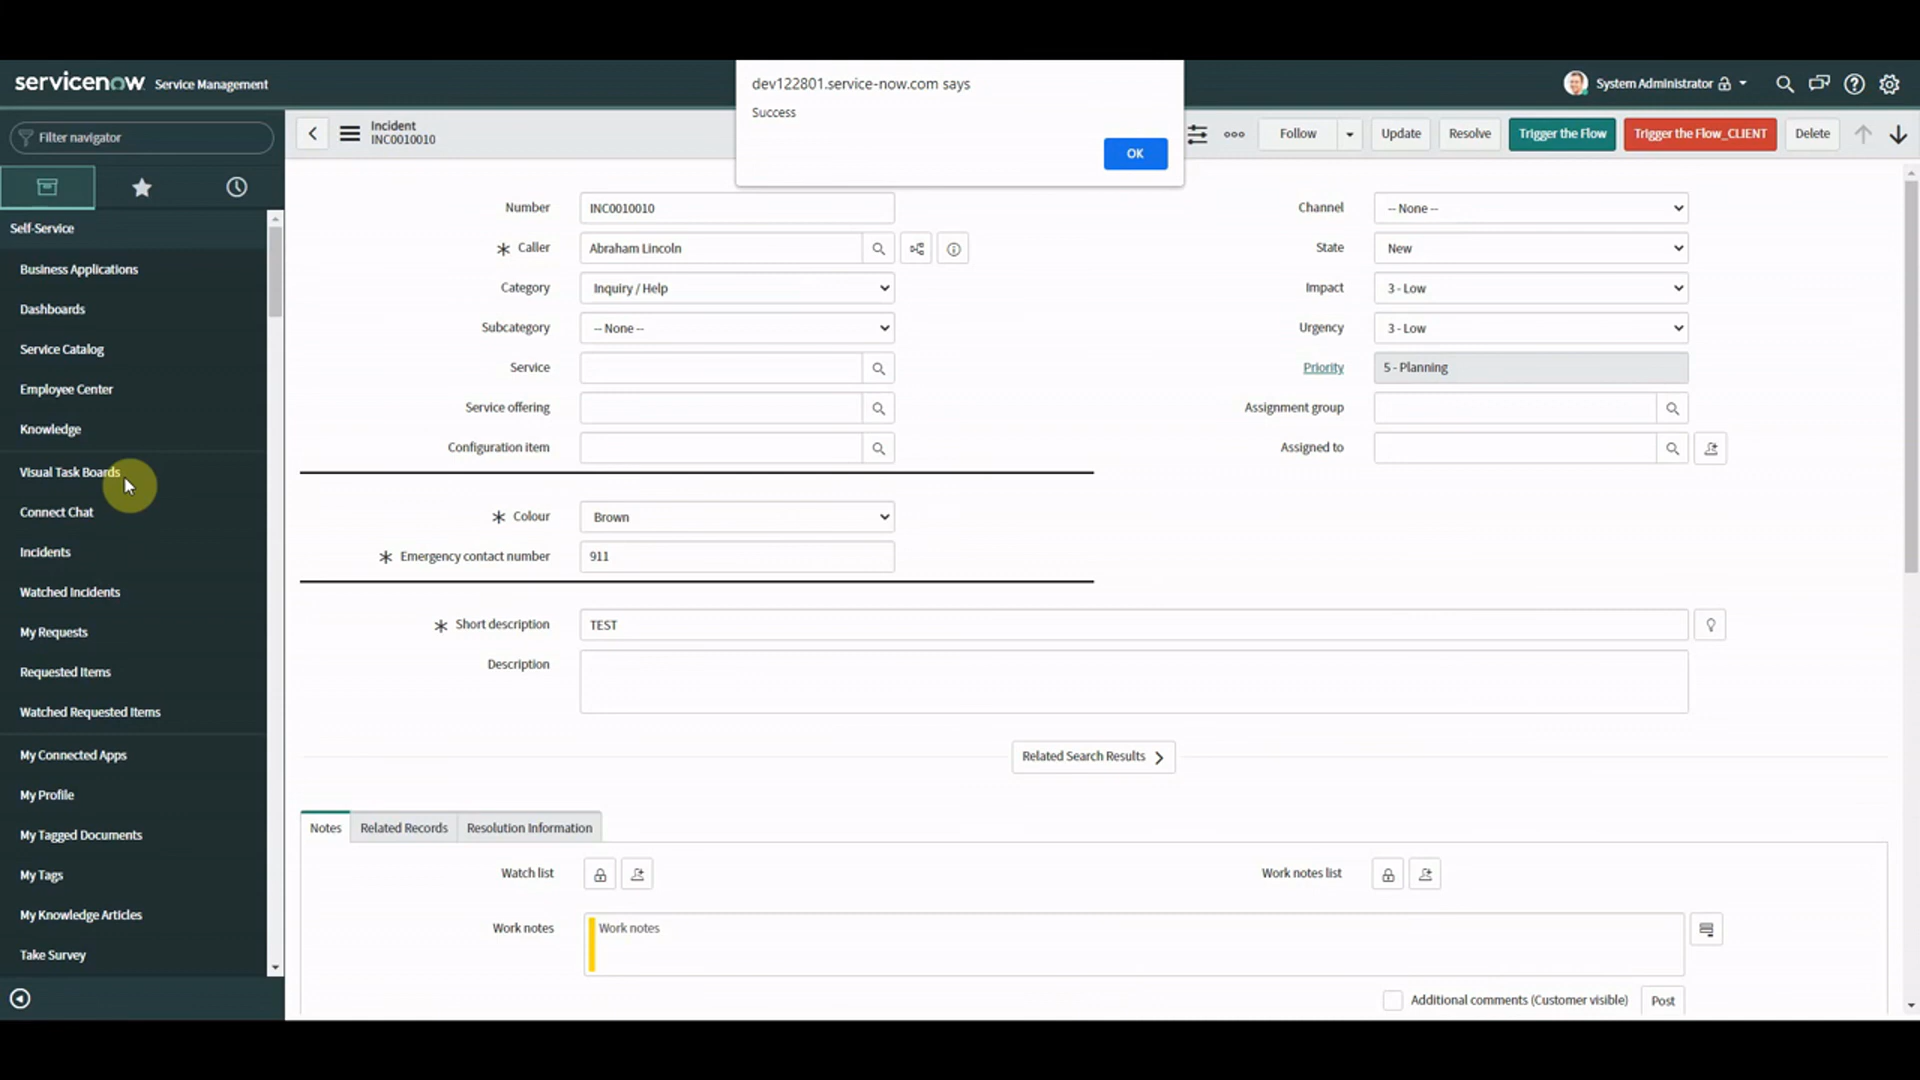 servicenow Service Management
dev122801.service-now.com says
Success
OK
System Administrator
Filter navigator
Incident
INC0010010
Follow
Update
Resolve
Trigger the Flow
Trigger the Flow_CLIENT
Delete
Self-Service
Business Applications
Dashboards
Service Catalog
Employee Center
Knowledge
Visual Task Boards
Connect Chat
Incidents
Watched Incidents
My Requests
Requested Items
Watched Requested Items
My Connected Apps
My Profile
My Tagged Documents
My Tags
My Knowledge Articles
Take Survey
Number INC0010010
Caller Abraham Lincoln
Category Inquiry / Help
Subcategory -- None --
Service
Service offering
Configuration item
Channel -- None --
State New
Impact 3 - Low
Urgency 3 - Low
Priority 5 - Planning
Assignment group
Assigned to
Colour Brown
Emergency contact number 911
Short description TEST
Description
Related Search Results
Notes Related Records Resolution Information
Watch list
Work notes list
Work notes Work notes
Additional comments (Customer visible) Post